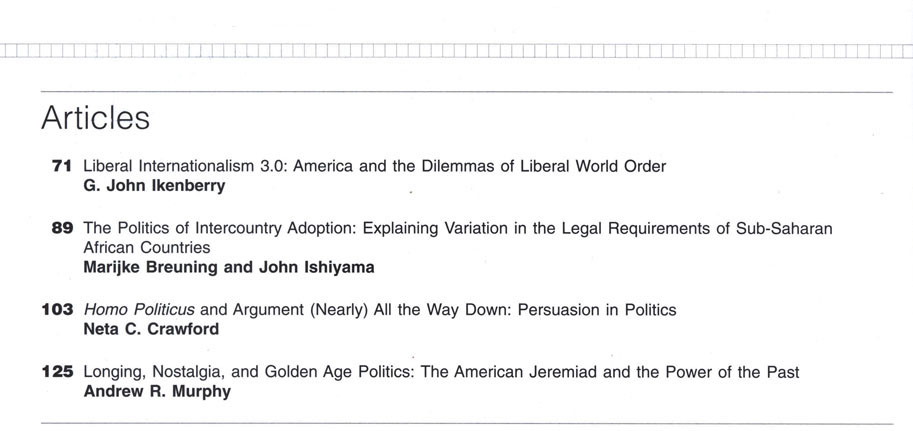 Articles
71 Liberal Internationalism 3.0: America and the Dilemmas of Liberal World Order
G. John Ikenberry
89 The Politics of Intercountry Adoption: Explaining Variation in the Legal Requirements of Sub-Saharan
African Countries
Marijke Breuning and John Ishiyama
103 Homo Politicus and Argument (Nearly) All the Way Down: Persuasion in Politics
Neta C. Crawford
125 Longing, Nostalgia, and Golden Age Politics: The American Jeremiad and the Power of the Past
Andrew R. Murphy